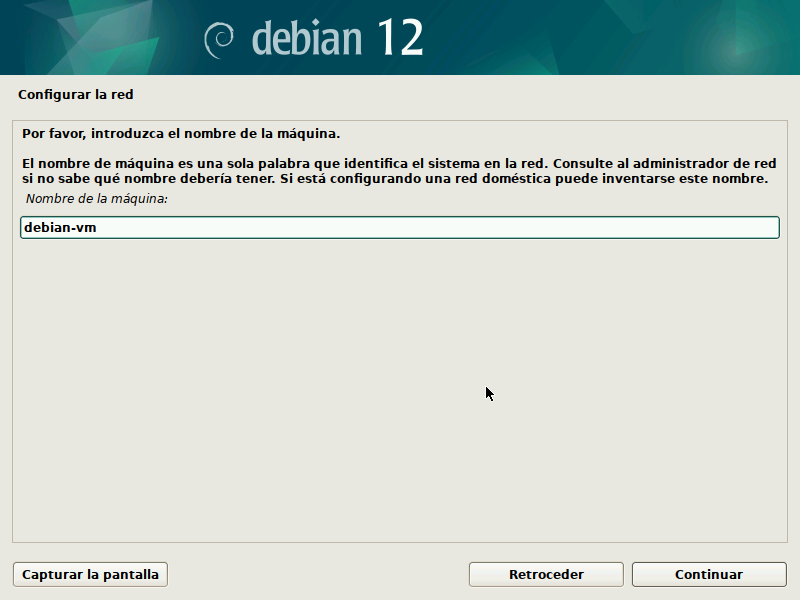 debian 12
Configurar la red
Por favor, introduzca el nombre de la máquina.
El nombre de máquina es una sola palabra que identifica el sistema en la red. Consulte al administrador de red
si no sabe qué nombre debería tener. Si está configurando una red doméstica puede inventarse este nombre.
Nombre de la máquina:
debian-vm
Capturar la pantalla
Retroceder
Continuar